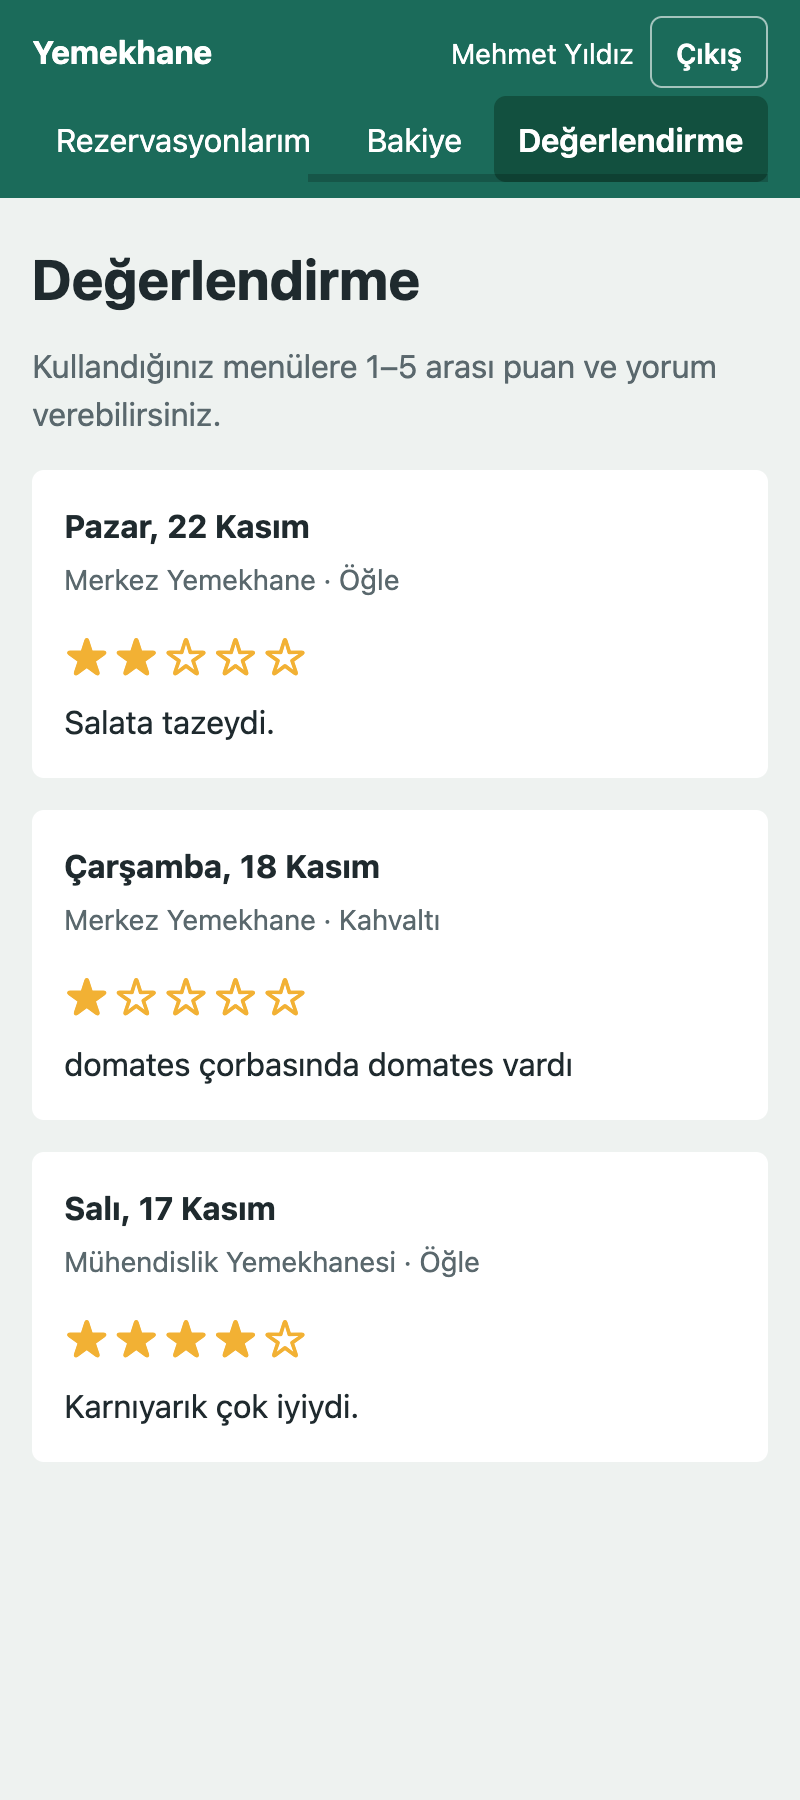 Yemekhane
Mehmet Yıldız
Çıkış
Rezervasyonlarım
Bakiye
Değerlendirme
Değerlendirme
Kullandığınız menülere 1–5 arası puan ve yorum
verebilirsiniz.
Pazar, 22 Kasım
Merkez Yemekhane · Öğle
Salata tazeydi.
Çarşamba, 18 Kasım
Merkez Yemekhane · Kahvaltı
domates çorbasında domates vardı
Salı, 17 Kasım
Mühendislik Yemekhanesi · Öğle
Karnıyarık çok iyiydi.